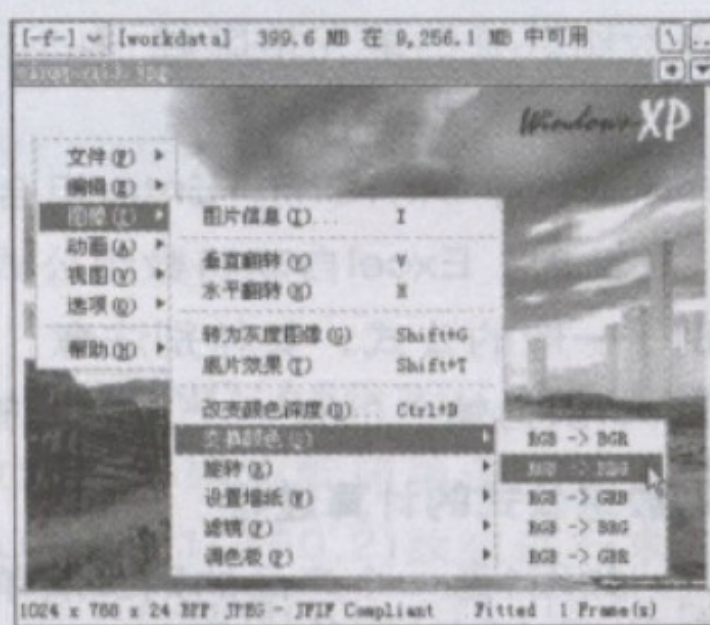 [-f-] [workdata] 399.6 MB 在 9,256.1 MB 中可用 \ ..
Windows XP
文件(F)
编辑(E)
图像(I)
动画(A)
视图(V)
选项(O)
帮助(H)
图片信息(I)... I
垂直翻转(V) V
水平翻转(H) H
转为灰度图像(G) Shift+G
底片效果(T) Shift+T
改变颜色深度(D)... Ctrl+D
变换颜色
旋转(R)
设置墙纸(W)
滤镜
调色板(P)
RGB -> BGR
RGB -> RBG
RGB -> GRB
RGB -> BRG
RGB -> GBR
1024 x 768 x 24 BPP JPEG - JFIF Compliant Fitted 1 Frame(s)